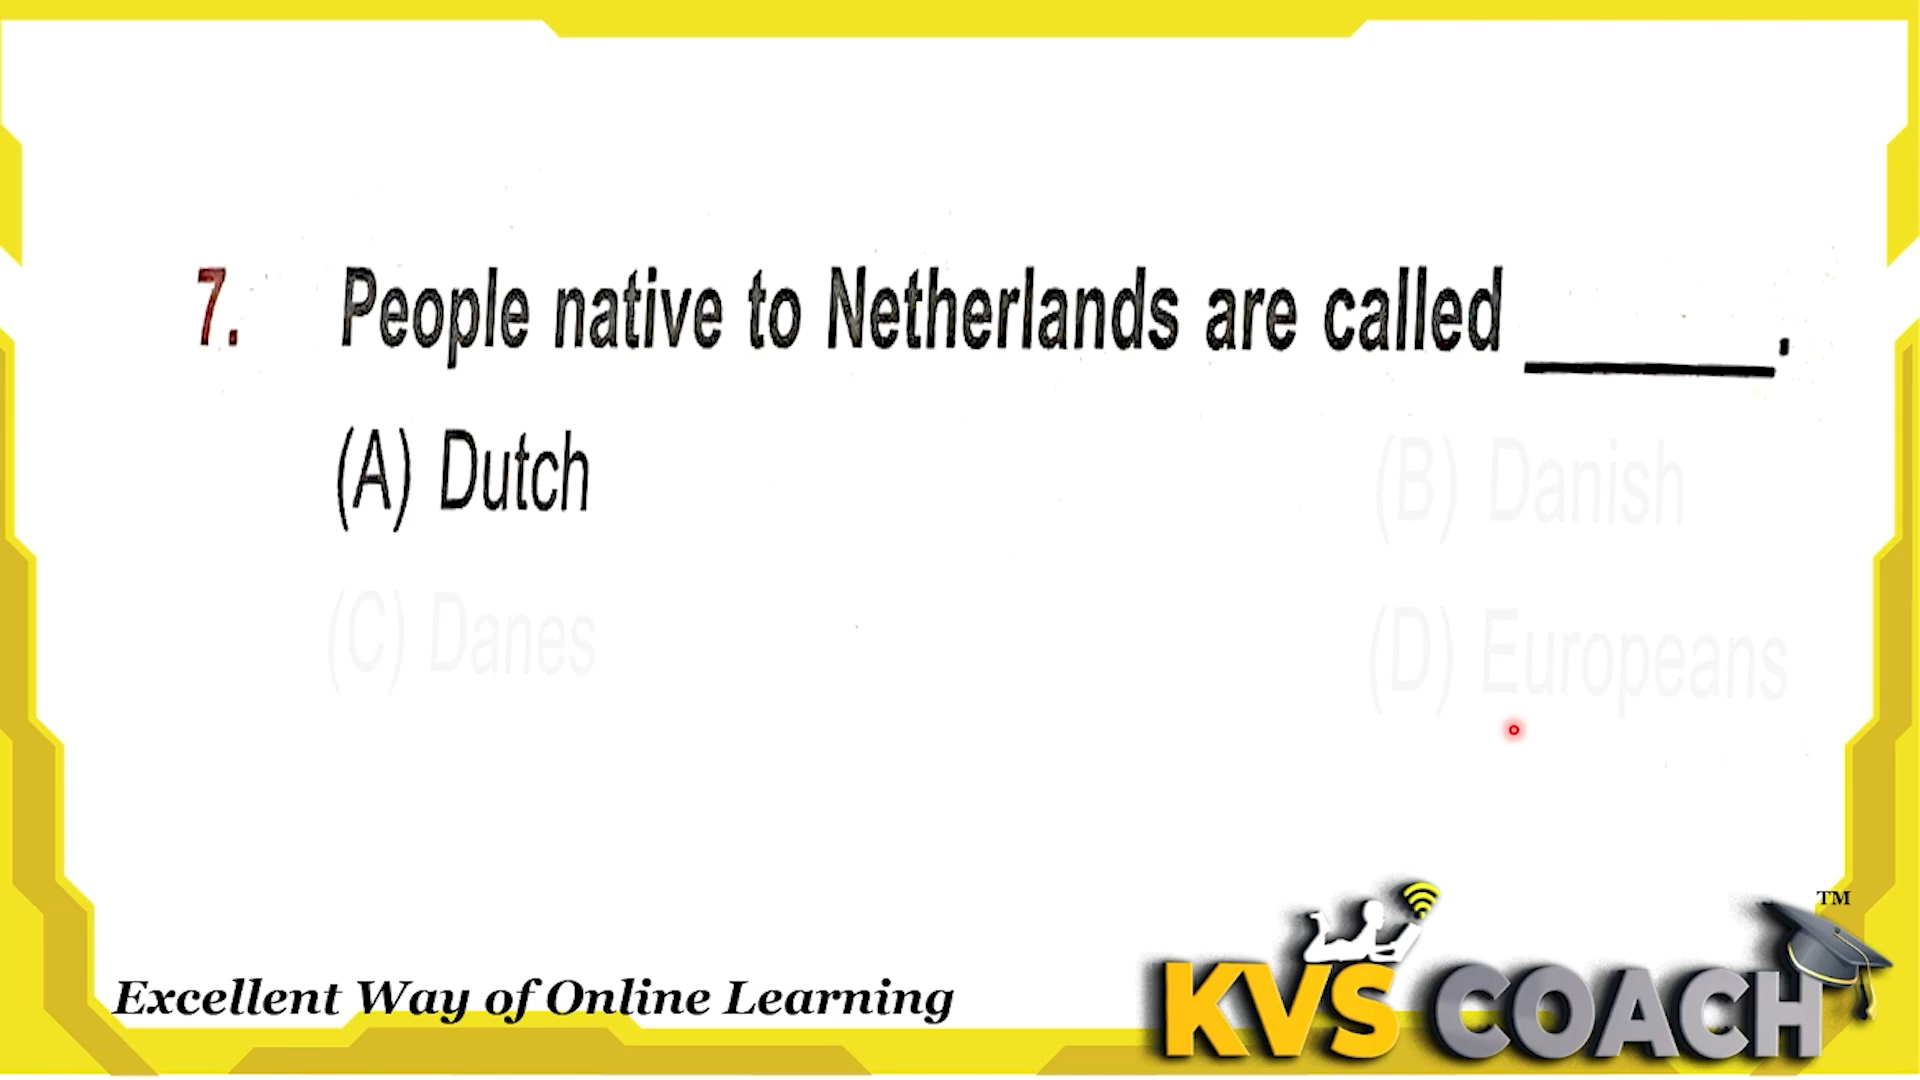 7. People native to Netherlands are called ______.
(A) Dutch (B) Danish
(C) Danes (D) Europeans
Excellent Way of Online Learning
KVS COACH TM